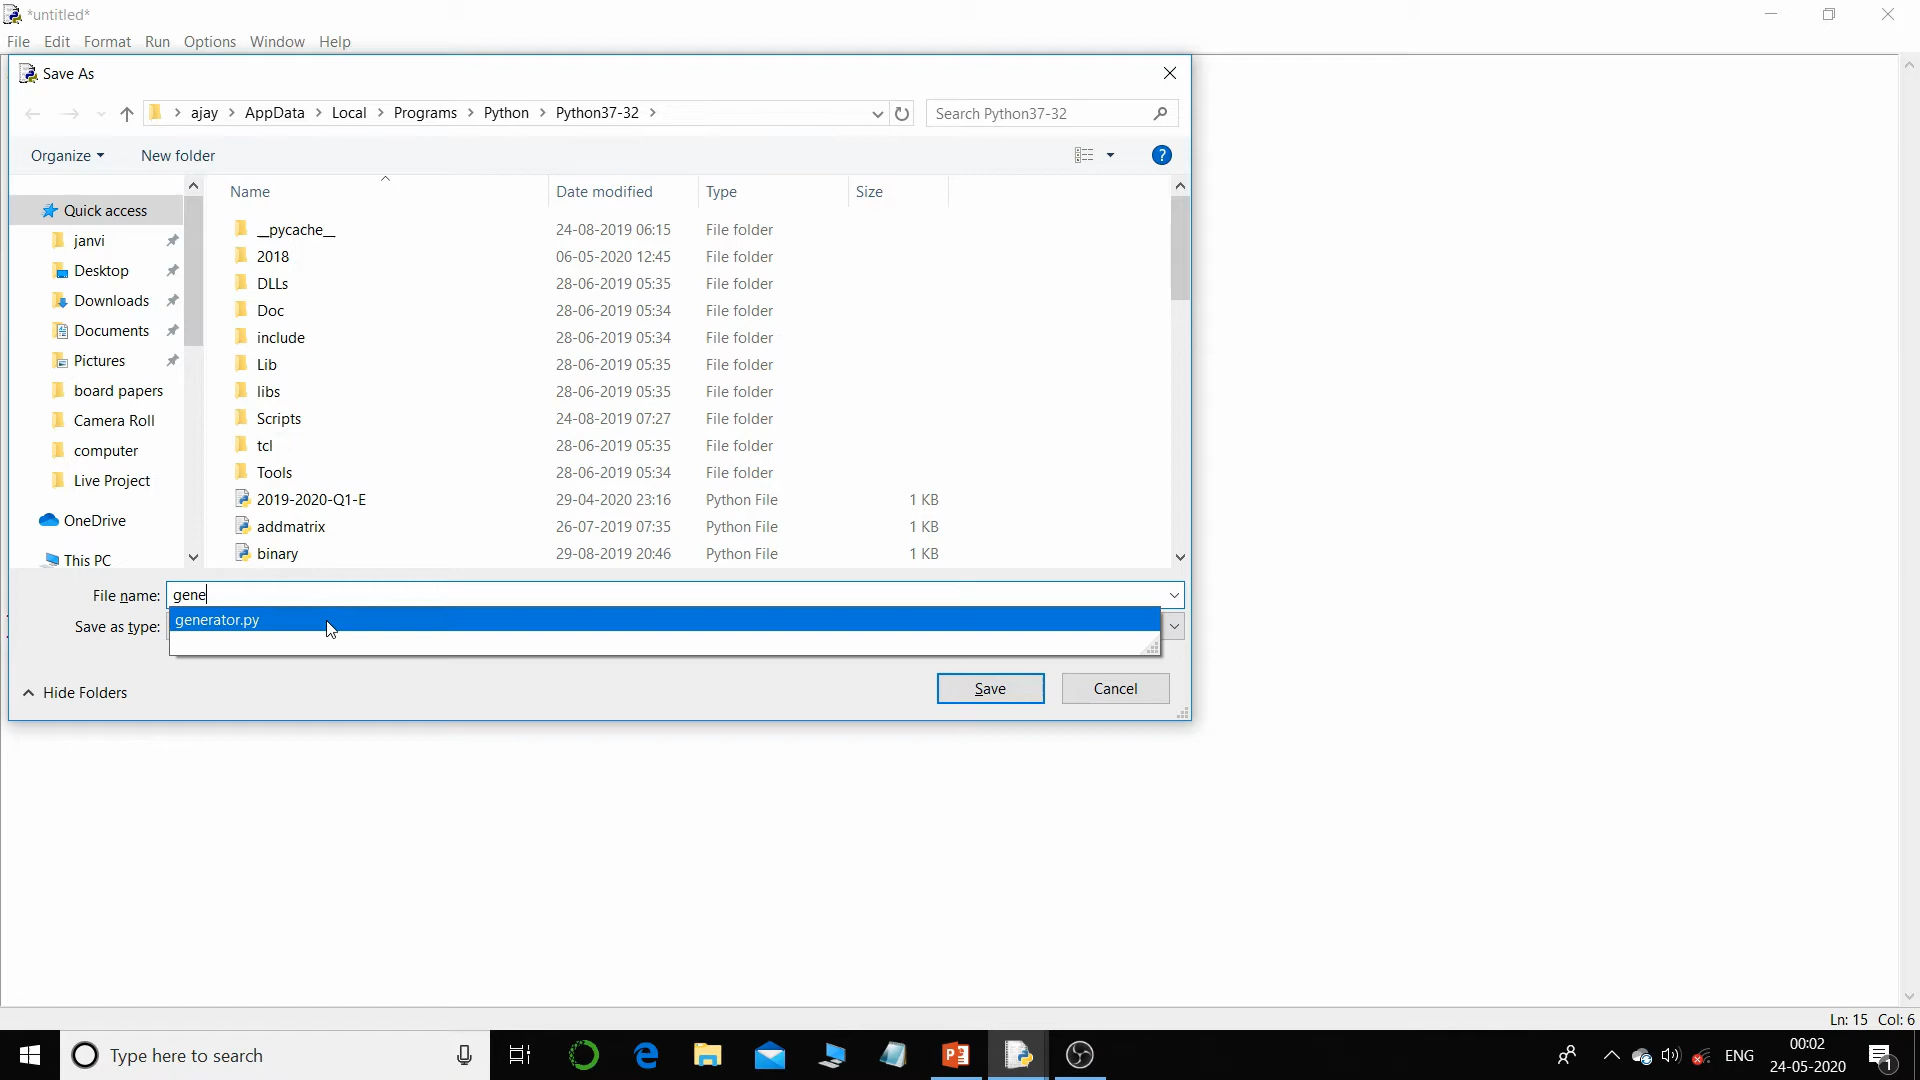 *untitled*
File Edit Format Run Options Window Help
Save As
ajay AppData Local Programs Python Python37-32
Search Python37-32
Organize New folder
?
Name Date modified Type Size
Quick access
janvi
Desktop
Downloads
Documents
Pictures
board papers
Camera Roll
computer
Live Project
OneDrive
This PC
__pycache__ 24-08-2019 06:15 File folder
2018 06-05-2020 12:45 File folder
DLLs 28-06-2019 05:35 File folder
Doc 28-06-2019 05:34 File folder
include 28-06-2019 05:34 File folder
Lib 28-06-2019 05:35 File folder
libs 28-06-2019 05:35 File folder
Scripts 24-08-2019 07:27 File folder
tcl 28-06-2019 05:35 File folder
Tools 28-06-2019 05:34 File folder
2019-2020-Q1-E 29-04-2020 23:16 Python File 1 KB
addmatrix 26-07-2019 07:35 Python File 1 KB
binary 29-08-2019 20:46 Python File 1 KB
File name: gene
generator.py
Save as type:
Hide Folders
Save Cancel
Ln: 15 Col: 6
Type here to search
ENG
00:02
24-05-2020
1